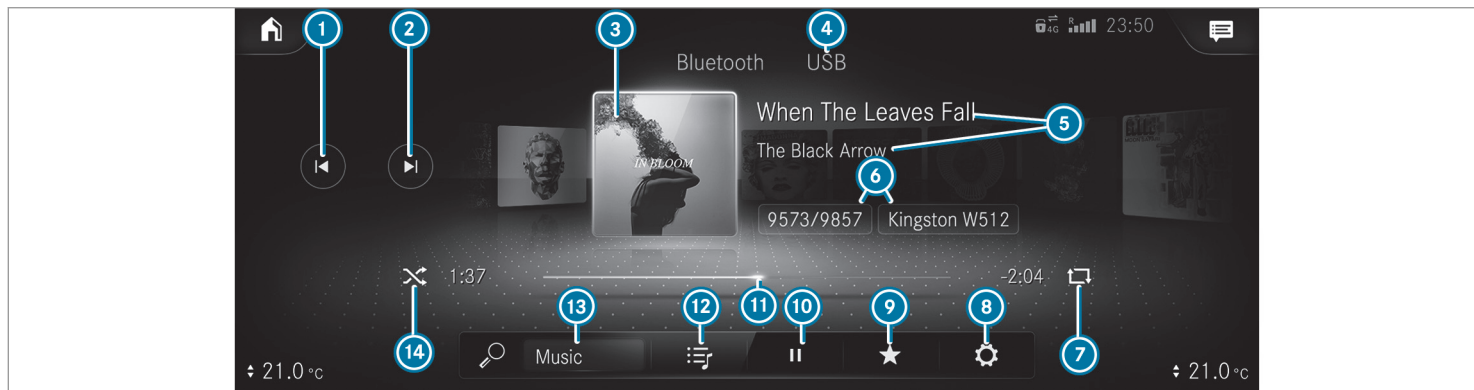 1 2 3 4
4G R 23:50
Bluetooth USB
When The Leaves Fall
5
The Black Arrow
IN BLOOM
6
9573/9857 Kingston W512
1:37 -2:04
13 12 11 10 9 8
14 Music 7
21.0 °C 21.0 °C